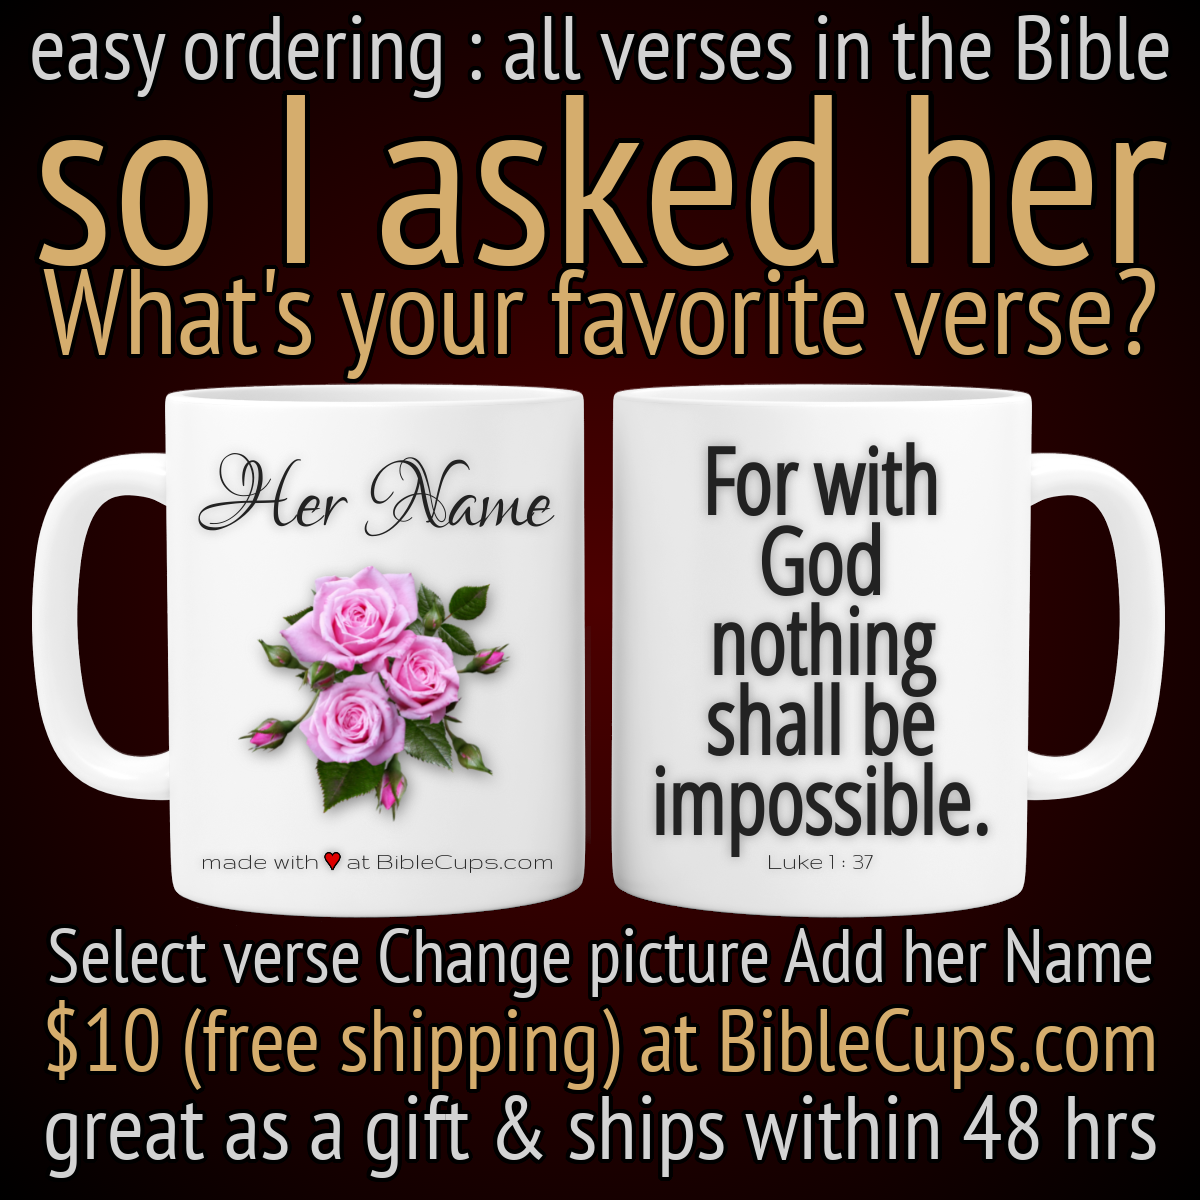 easy ordering : all verses in the Bible
so I asked her
What's your favorite verse?
Her Name
made with ♥ at BibleCups.com
For with
God
nothing
shall be
impossible.
Luke 1 : 37
Select verse Change picture Add her Name
$10 (free shipping) at BibleCups.com
great as a gift & ships within 48 hrs